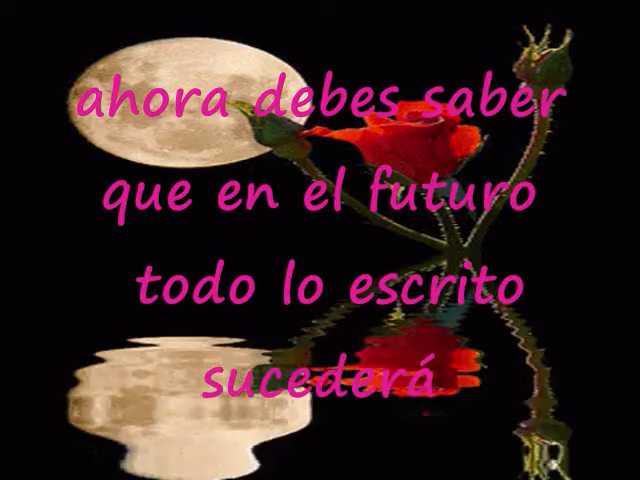 ahora debes saber
que en el futuro
todo lo escrito
sucederá